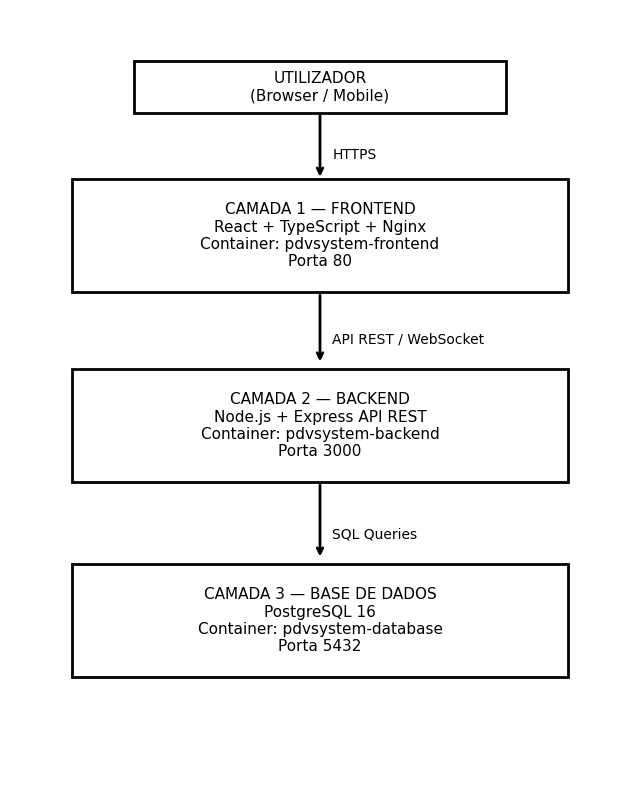 UTILIZADOR
(Browser / Mobile)
HTTPS
CAMADA 1 — FRONTEND
React + TypeScript + Nginx
Container: pdvsystem-frontend
Porta 80
API REST / WebSocket
CAMADA 2 — BACKEND
Node.js + Express API REST
Container: pdvsystem-backend
Porta 3000
SQL Queries
CAMADA 3 — BASE DE DADOS
PostgreSQL 16
Container: pdvsystem-database
Porta 5432